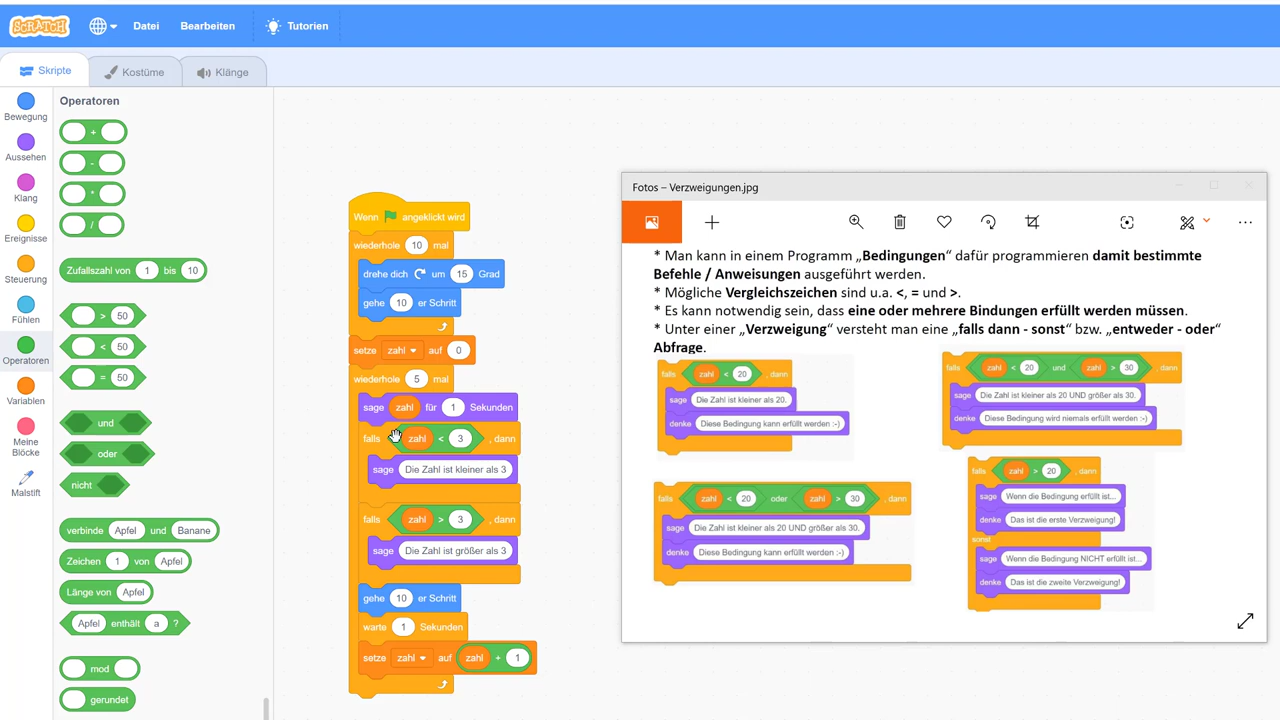 SCRATCH
Datei
Bearbeiten
Tutorien
Skripte
Kostüme
Klänge
Bewegung
Aussehen
Klang
Ereignisse
Steuerung
Fühlen
Operatoren
Variablen
Meine
Blöcke
Malstift
Operatoren
+
-
*
/
Zufallszahl von 1 bis 10
> 50
< 50
= 50
und
oder
nicht
verbinde Apfel und Banane
Zeichen 1 von Apfel
Länge von Apfel
Apfel enthält a ?
mod
gerundet
Wenn angeklickt wird
wiederhole 10 mal
drehe dich um 15 Grad
gehe 10 er Schritt
setze zahl auf 0
wiederhole 5 mal
sage zahl für 1 Sekunden
falls zahl < 3 , dann
sage Die Zahl ist kleiner als 3
falls zahl > 3 , dann
sage Die Zahl ist größer als 3
gehe 10 er Schritt
warte 1 Sekunden
setze zahl auf zahl + 1
Fotos – Verzweigungen.jpg
* Man kann in einem Programm „Bedingungen“ dafür programmieren damit bestimmte
Befehle / Anweisungen ausgeführt werden.
* Mögliche Vergleichszeichen sind u.a. <, = und >.
* Es kann notwendig sein, dass eine oder mehrere Bindungen erfüllt werden müssen.
* Unter einer „Verzweigung“ versteht man eine „falls dann - sonst“ bzw. „entweder - oder“
Abfrage.
falls zahl < 20 , dann
sage Die Zahl ist kleiner als 20.
denke Diese Bedingung kann erfüllt werden :-)
falls zahl < 20 und zahl > 30 , dann
sage Die Zahl ist kleiner als 20 UND größer als 30.
denke Diese Bedingung wird niemals erfüllt werden :-)
falls zahl < 20 oder zahl > 30 , dann
sage Die Zahl ist kleiner als 20 UND größer als 30.
denke Diese Bedingung kann erfüllt werden :-)
falls zahl > 20 , dann
sage Wenn die Bedingung erfüllt ist...
denke Das ist die erste Verzweigung!
sonst
sage Wenn die Bedingung NICHT erfüllt ist...
denke Das ist die zweite Verzweigung!